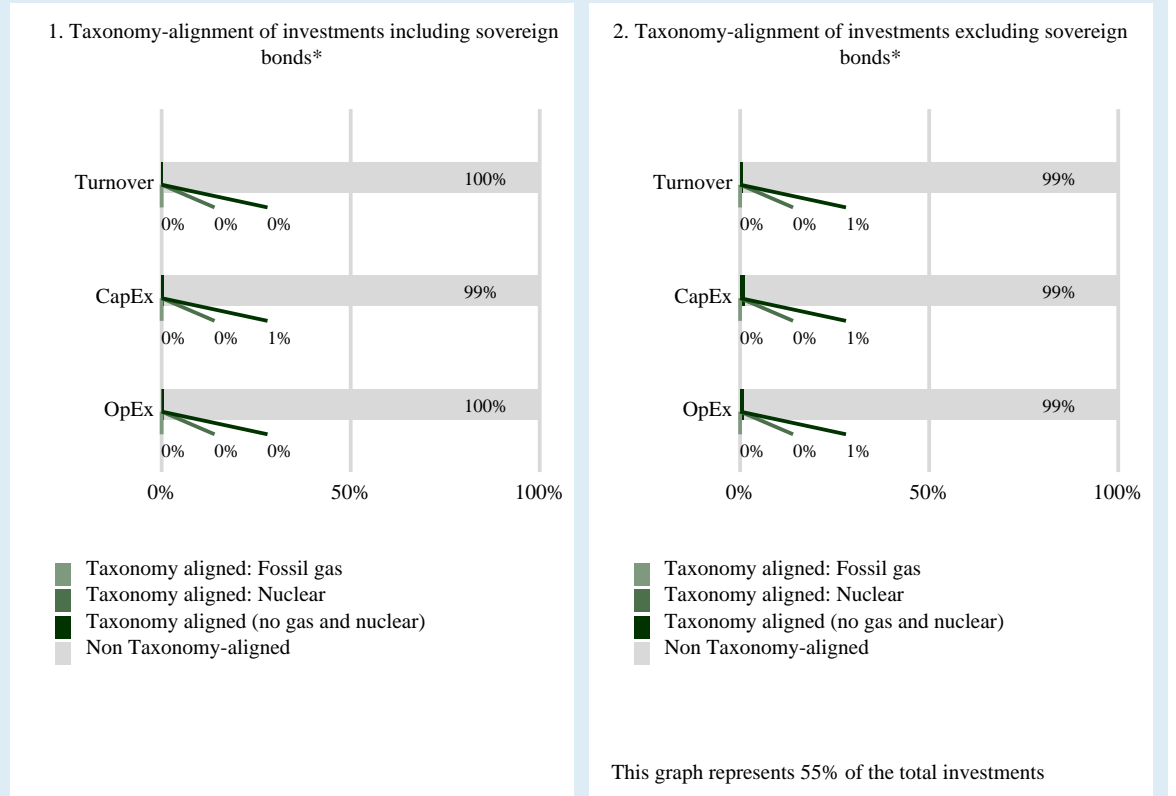 1. Taxonomy-alignment of investments including sovereign
bonds*
Turnover
100%
0% 0% 0%
CapEx
99%
0% 0% 1%
OpEx
100%
0% 0% 0%
0% 50% 100%
Taxonomy aligned: Fossil gas
Taxonomy aligned: Nuclear
Taxonomy aligned (no gas and nuclear)
Non Taxonomy-aligned
2. Taxonomy-alignment of investments excluding sovereign
bonds*
Turnover
99%
0% 0% 1%
CapEx
99%
0% 0% 1%
OpEx
99%
0% 0% 1%
0% 50% 100%
Taxonomy aligned: Fossil gas
Taxonomy aligned: Nuclear
Taxonomy aligned (no gas and nuclear)
Non Taxonomy-aligned
This graph represents 55% of the total investments